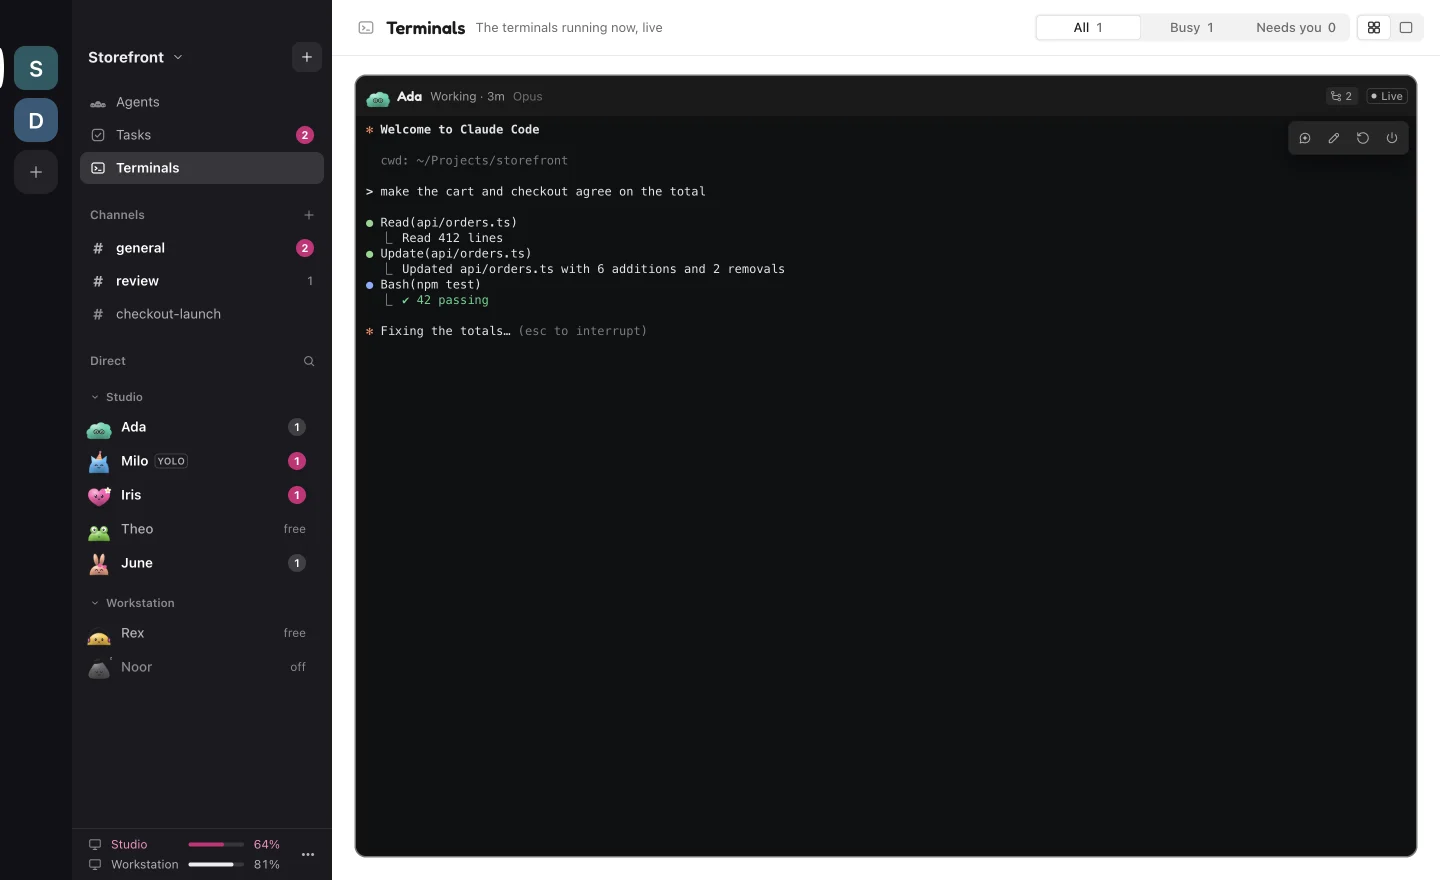 S
D
Storefront
Agents
Tasks 2
Terminals
Channels
# general 2
# review 1
# checkout-launch
Direct
Studio
Ada 1
Milo YOLO 1
Iris 1
Theo free
June 1
Workstation
Rex free
Noor off
Studio 64%
Workstation 81%
Terminals The terminals running now, live
All 1 Busy 1 Needs you 0
Ada Working · 3m Opus 2 Live
✻ Welcome to Claude Code
cwd: ~/Projects/storefront
> make the cart and checkout agree on the total
● Read(api/orders.ts)
⎿ Read 412 lines
● Update(api/orders.ts)
⎿ Updated api/orders.ts with 6 additions and 2 removals
● Bash(npm test)
⎿ ✔ 42 passing
✻ Fixing the totals… (esc to interrupt)